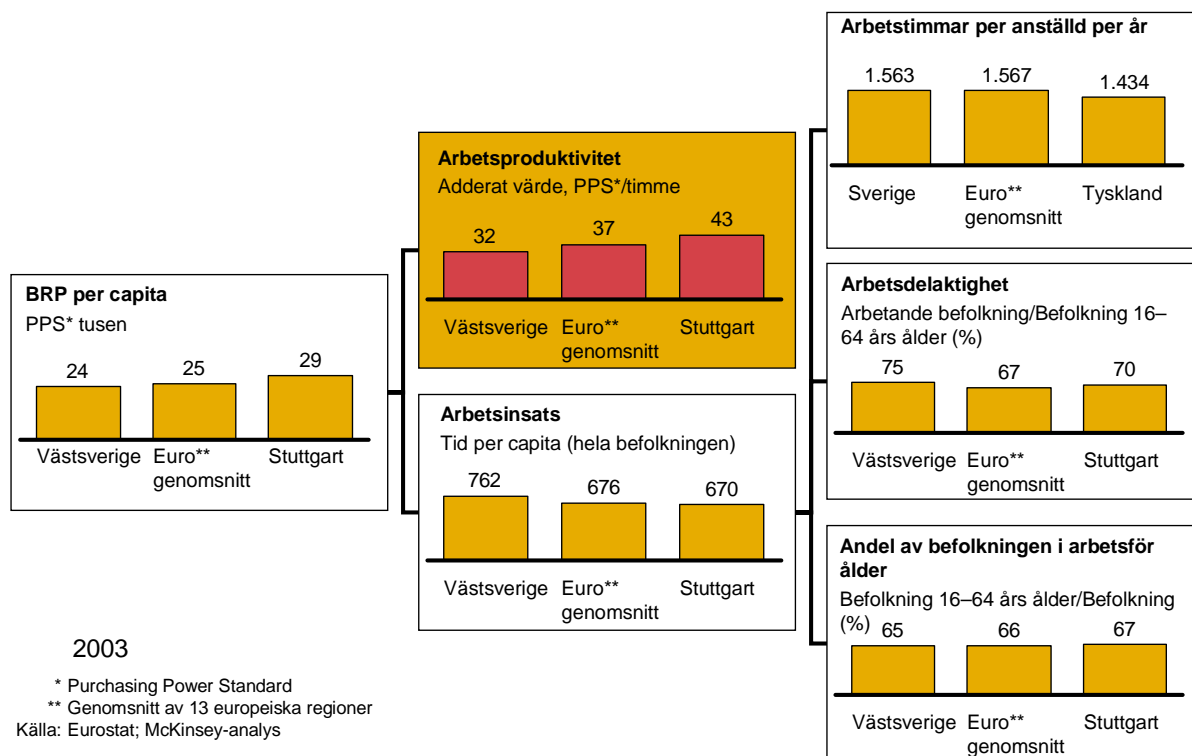 BRP per capita
PPS* tusen
24
25
29
Västsverige
Euro**
genomsnitt
Stuttgart
Arbetsproduktivitet
Adderat värde, PPS*/timme
32
37
43
Västsverige
Euro**
genomsnitt
Stuttgart
Arbetsinsats
Tid per capita (hela befolkningen)
762
676
670
Västsverige
Euro**
genomsnitt
Stuttgart
Arbetstimmar per anställd per år
1.563
1.567
1.434
Sverige
Euro**
genomsnitt
Tyskland
Arbetsdelaktighet
Arbetande befolkning/Befolkning 16–
64 års ålder (%)
75
67
70
Västsverige
Euro**
genomsnitt
Stuttgart
Andel av befolkningen i arbetsför
ålder
Befolkning 16–64 års ålder/Befolkning
(%)
65
66
67
Västsverige
Euro**
genomsnitt
Stuttgart
2003
* Purchasing Power Standard
** Genomsnitt av 13 europeiska regioner
Källa: Eurostat; McKinsey-analys